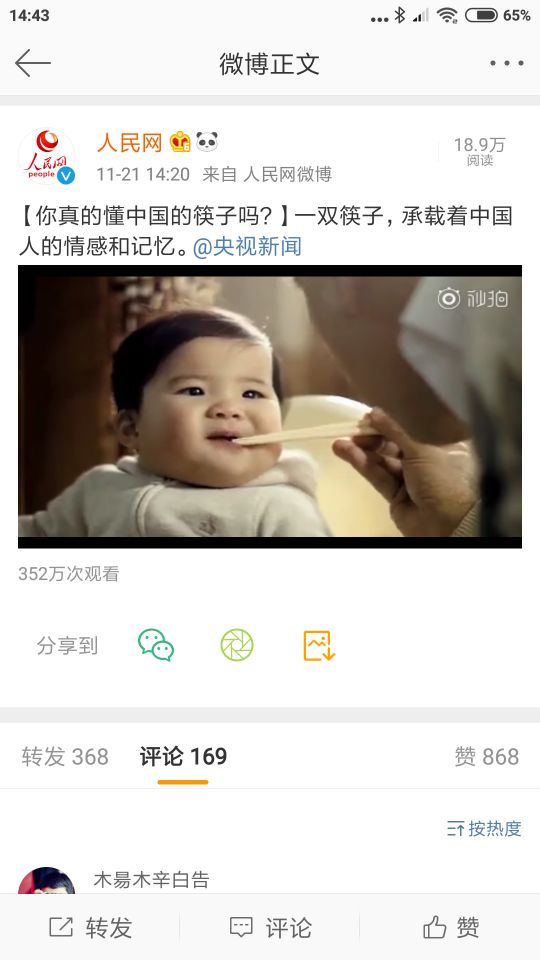 14:43
65%
微博正文
人民网
人民网
people
11-21 14:20 来自 人民网微博
18.9万
阅读
【你真的懂中国的筷子吗？】一双筷子，承载着中国
人的情感和记忆。@央视新闻
秒拍
352万次观看
分享到
转发 368
评论 169
赞 868
按热度
木易木辛白告
转发
评论
赞